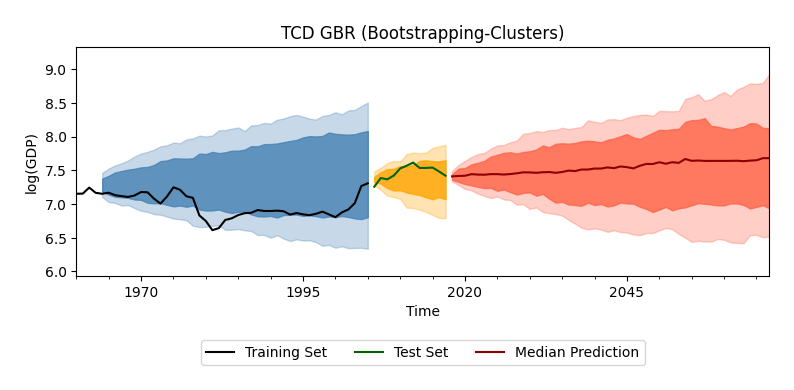 TCD GBR (Bootstrapping-Clusters)
9.0
8.5
8.0
7.5
7.0
6.5
6.0
log(GDP)
1970 1995 2020 2045
Time
Training Set Test Set Median Prediction